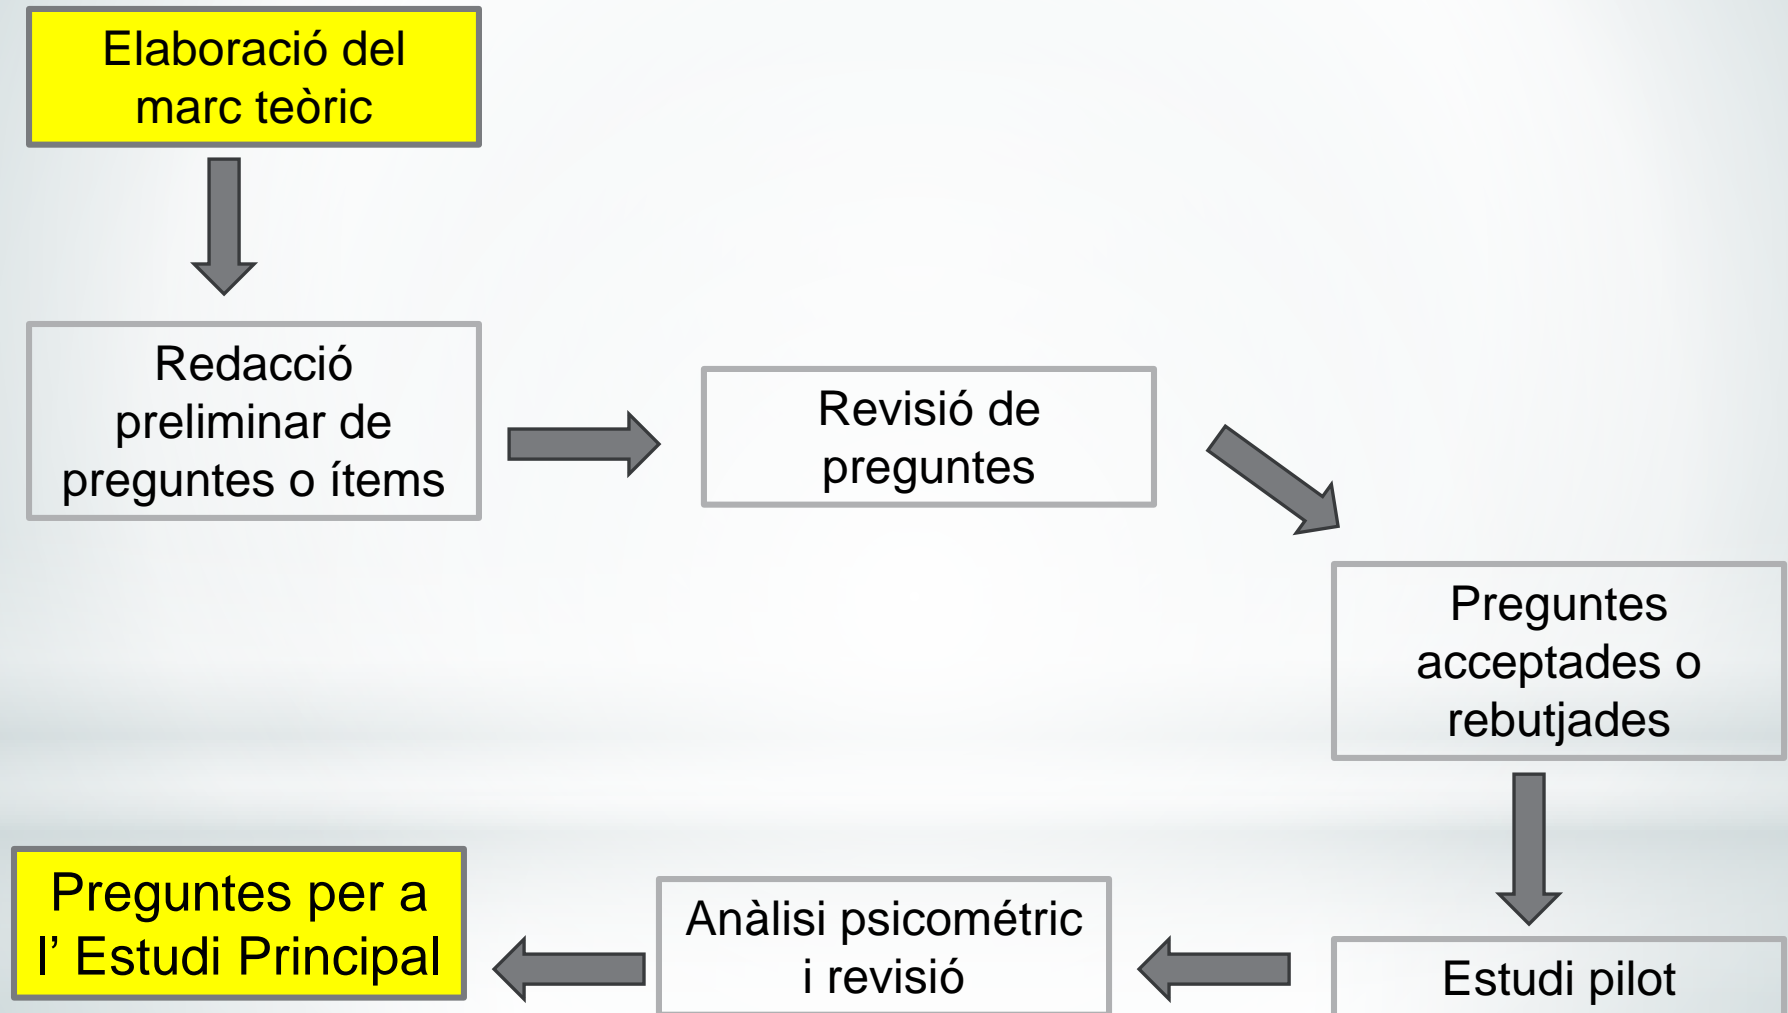 Elaboració del
marc teòric
Redacció
preliminar de
preguntes o ítems
Revisió de
preguntes
Preguntes
acceptades o
rebutjades
Estudi pilot
Anàlisi psicométric
i revisió
Preguntes per a
l’ Estudi Principal